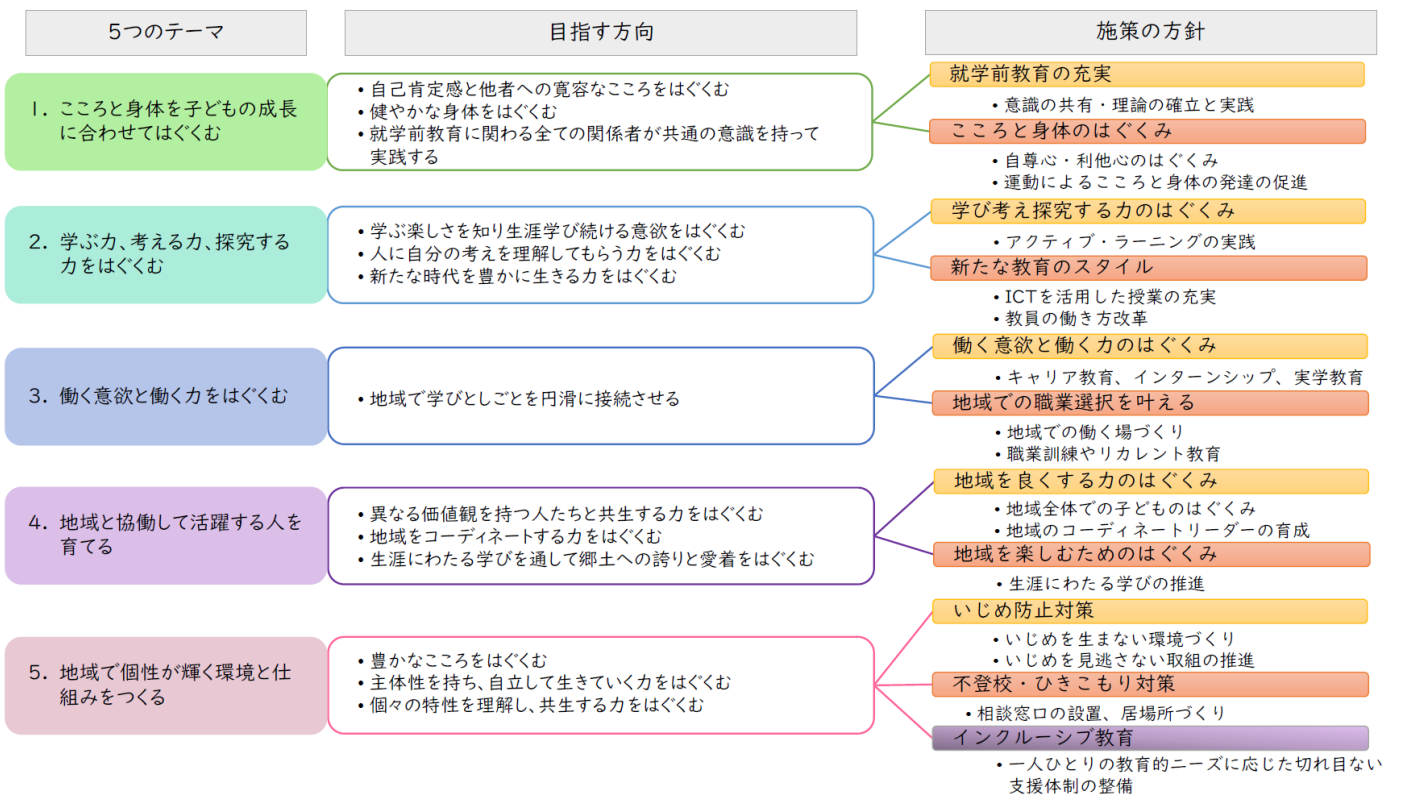 5つのテーマ
目指す方向
施策の方針
1. こころと身体を子どもの成長
に合わせてはぐくむ
• 自己肯定感と他者への寛容なこころをはぐくむ
• 健やかな身体をはぐくむ
• 就学前教育に関わる全ての関係者が共通の意識を持って
実践する
就学前教育の充実
• 意識の共有・理論の確立と実践
こころと身体のはぐくみ
• 自尊心・利他心のはぐくみ
• 運動によるこころと身体の発達の促進
2. 学ぶ力、考える力、探究する
力をはぐくむ
• 学ぶ楽しさを知り生涯学び続ける意欲をはぐくむ
• 人に自分の考えを理解してもらう力をはぐくむ
• 新たな時代を豊かに生きる力をはぐくむ
学び考え探究する力のはぐくみ
• アクティブ・ラーニングの実践
新たな教育のスタイル
• ICTを活用した授業の充実
• 教員の働き方改革
3. 働く意欲と働く力をはぐくむ
• 地域で学びとしごとを円滑に接続させる
働く意欲と働く力のはぐくみ
• キャリア教育、インターンシップ、実学教育
地域での職業選択を叶える
• 地域での働く場づくり
• 職業訓練やリカレント教育
4. 地域と協働して活躍する人を
育てる
• 異なる価値観を持つ人たちと共生する力をはぐくむ
• 地域をコーディネートする力をはぐくむ
• 生涯にわたる学びを通して郷土への誇りと愛着をはぐくむ
地域を良くする力のはぐくみ
• 地域全体での子どものはぐくみ
• 地域のコーディネートリーダーの育成
地域を楽しむためのはぐくみ
• 生涯にわたる学びの推進
5. 地域で個性が輝く環境と仕
組みをつくる
• 豊かなこころをはぐくむ
• 主体性を持ち、自立して生きていく力をはぐくむ
• 個々の特性を理解し、共生する力をはぐくむ
いじめ防止対策
• いじめを生まない環境づくり
• いじめを見逃さない取組の推進
不登校・ひきこもり対策
• 相談窓口の設置、居場所づくり
インクルーシブ教育
• 一人ひとりの教育的ニーズに応じた切れ目ない
支援体制の整備